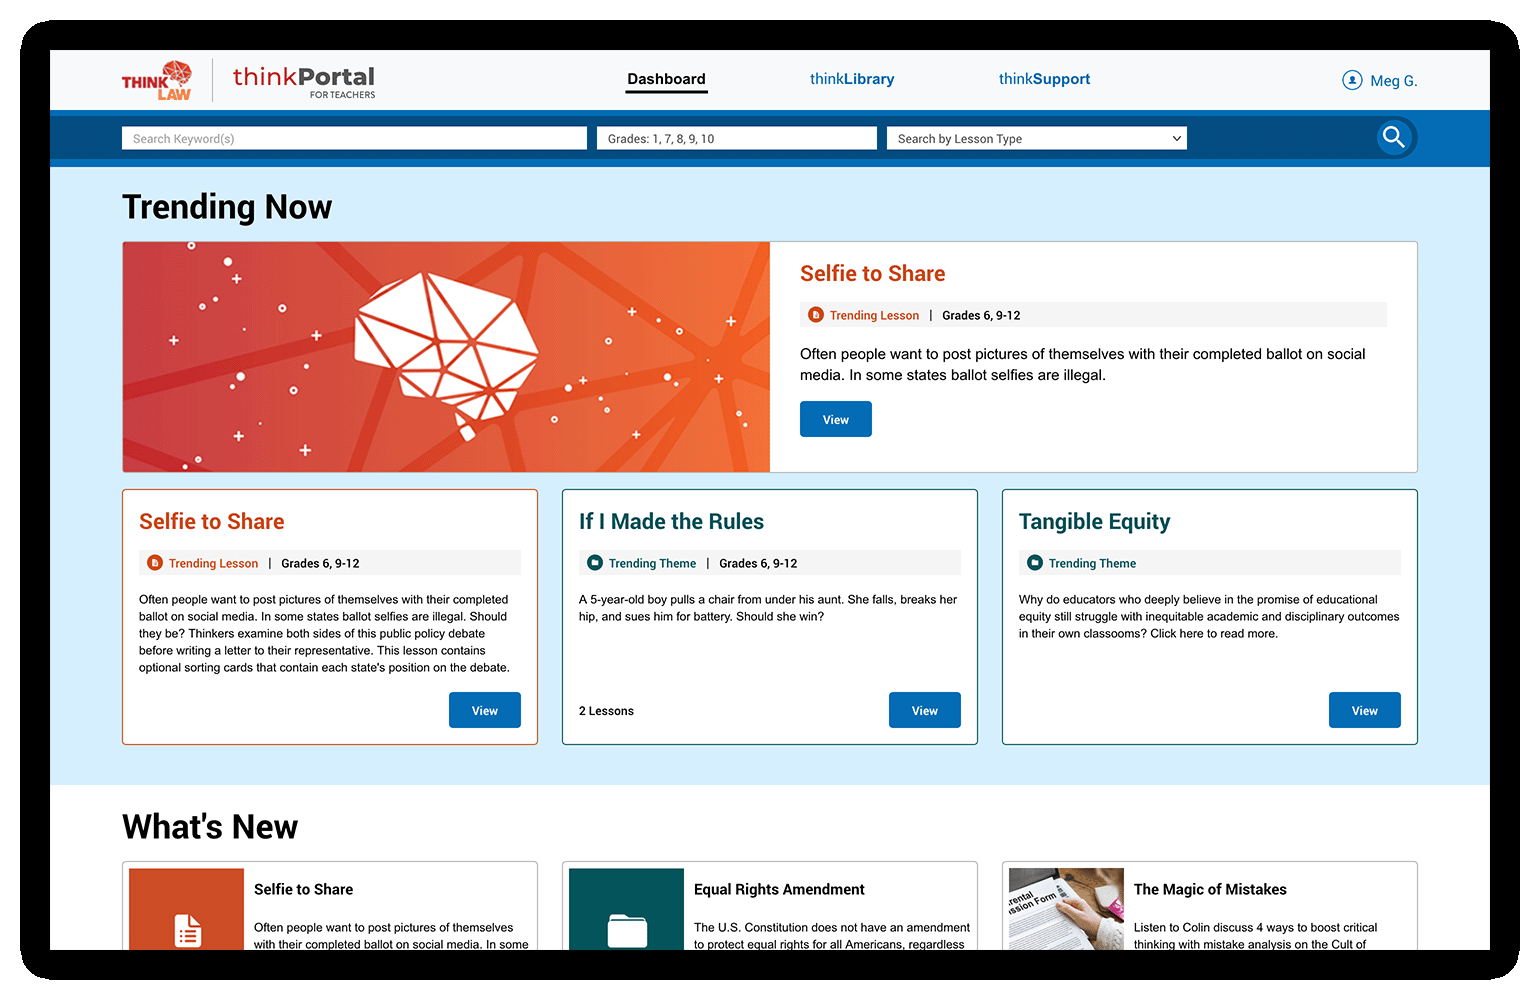 THINK
LAW
thinkPortal
FOR TEACHERS
Dashboard
thinkLibrary
thinkSupport
Meg G.
Search Keyword(s)
Grades: 1, 7, 8, 9, 10
Search by Lesson Type
Trending Now
Selfie to Share
Trending Lesson | Grades 6, 9-12
Often people want to post pictures of themselves with their completed ballot on social
media. In some states ballot selfies are illegal.
View
Selfie to Share
Trending Lesson | Grades 6, 9-12
Often people want to post pictures of themselves with their completed
ballot on social media. In some states ballot selfies are illegal. Should
they be? Thinkers examine both sides of this public policy debate
before writing a letter to their representative. This lesson contains
optional sorting cards that contain each state's position on the debate.
View
If I Made the Rules
Trending Theme | Grades 6, 9-12
A 5-year-old boy pulls a chair from under his aunt. She falls, breaks her
hip, and sues him for battery. Should she win?
2 Lessons
View
Tangible Equity
Trending Theme
Why do educators who deeply believe in the promise of educational
equity still struggle with inequitable academic and disciplinary outcomes
in their own classooms? Click here to read more.
View
What's New
Selfie to Share
Often people want to post pictures of themselves
with their completed ballot on social media. In some
Equal Rights Amendment
The U.S. Constitution does not have an amendment
to protect equal rights for all Americans, regardless
rental
ssion Form
The Magic of Mistakes
Listen to Colin discuss 4 ways to boost critical
thinking with mistake analysis on the Cult of